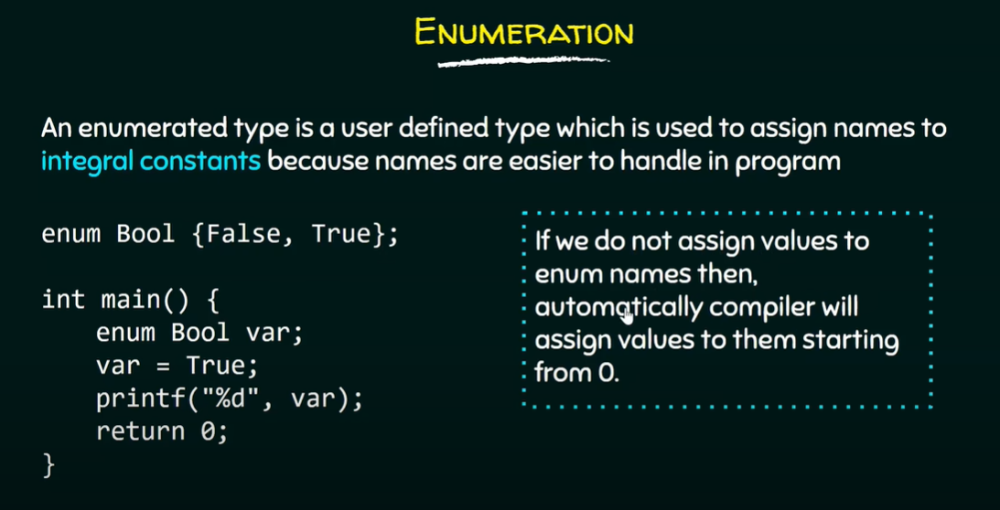 ENUMERATION
An enumerated type is a user defined type which is used to assign names to
integral constants because names are easier to handle in program
enum Bool {False, True};
int main() {
    enum Bool var;
    var = True;
    printf("%d", var);
    return 0;
}
If we do not assign values to
enum names then,
automatically compiler will
assign values to them starting
from 0.